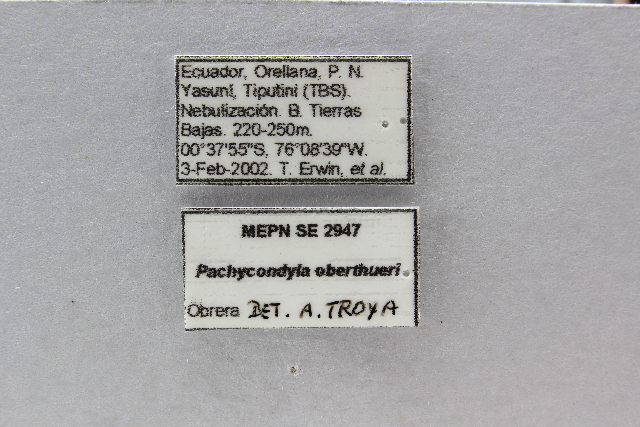 Ecuador, Orellana, P. N.
Yasuní, Tiputini (TBS).
Nebulización. B. Tierras
Bajas. 220-250m.
00°37'55"S, 76°08'39"W.
3-Feb-2002. T. Erwin, et al.
MEPN SE 2947
Pachycondyla oberthueri
Obrera DET. A. TROYA